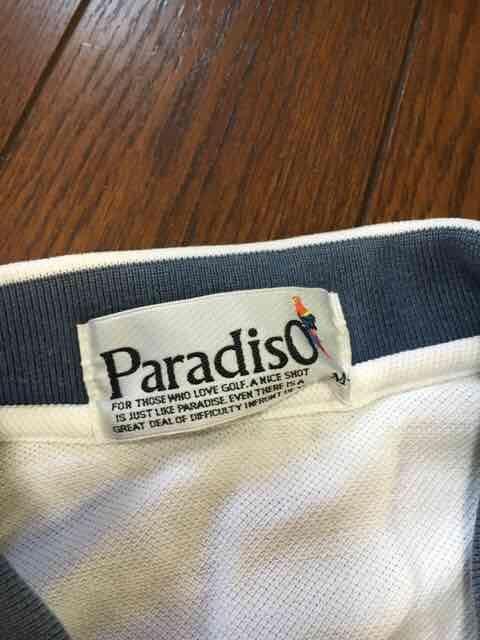 Paradiso
FOR THOSE WHO LOVE GOLF. A NICE SHOT
IS JUST LIKE PARADISE. EVEN THERE IS A
GREAT DEAL OF DIFFICULTY INFRONT